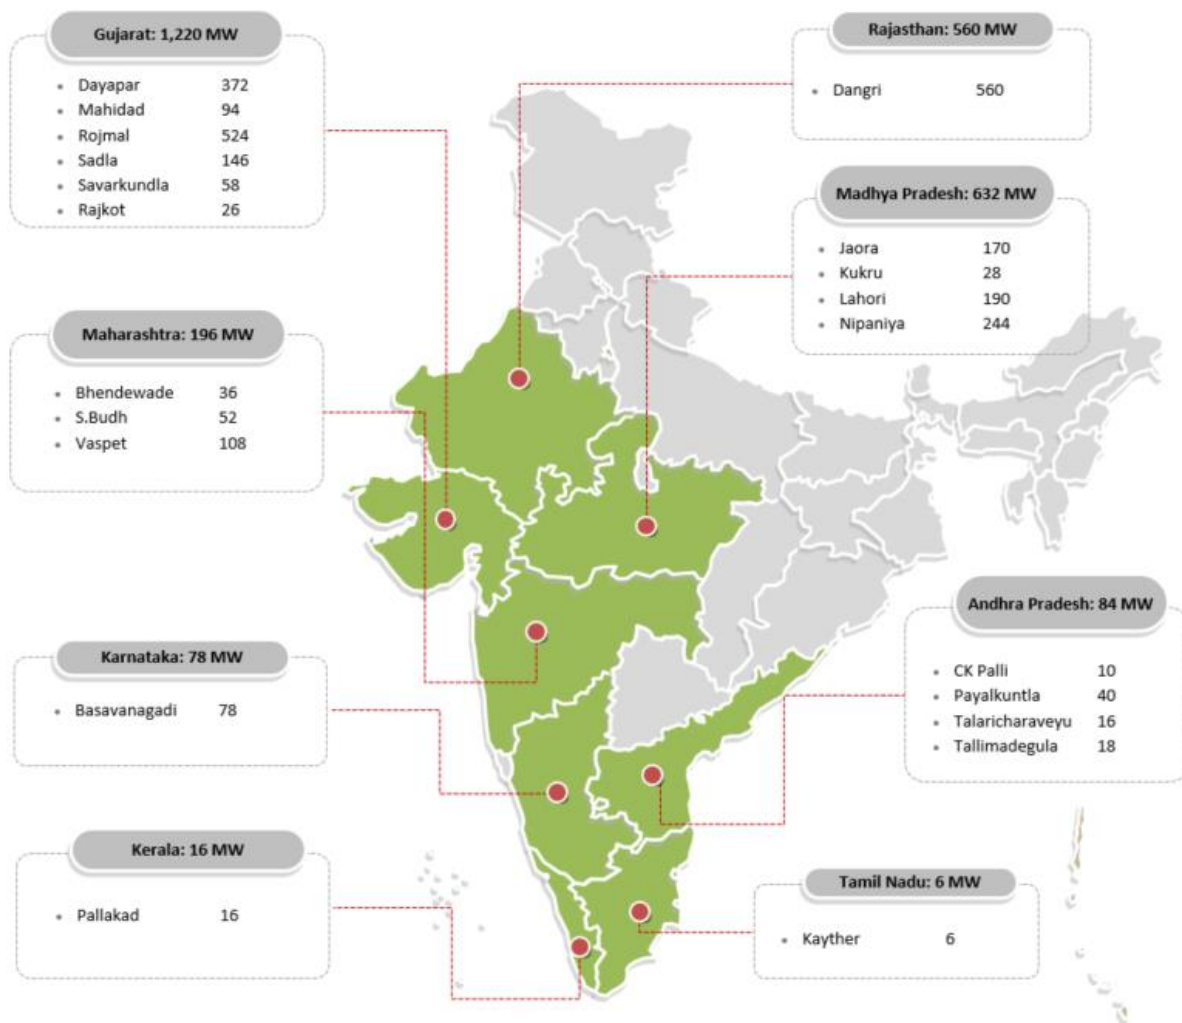 Gujarat: 1,220 MW
• Dayapar 372
• Mahidad 94
• Rojmal 524
• Sadla 146
• Savarkundla 58
• Rajkot 26
Rajasthan: 560 MW
• Dangri 560
Madhya Pradesh: 632 MW
• Jaora 170
• Kukru 28
• Lahori 190
• Nipaniya 244
Maharashtra: 196 MW
• Bhendewade 36
• S.Budh 52
• Vaspet 108
Andhra Pradesh: 84 MW
• CK Palli 10
• Payalkuntla 40
• Talaricharaveyu 16
• Tallimadegula 18
Karnataka: 78 MW
• Basavanagadi 78
Kerala: 16 MW
• Pallakad 16
Tamil Nadu: 6 MW
• Kayther 6